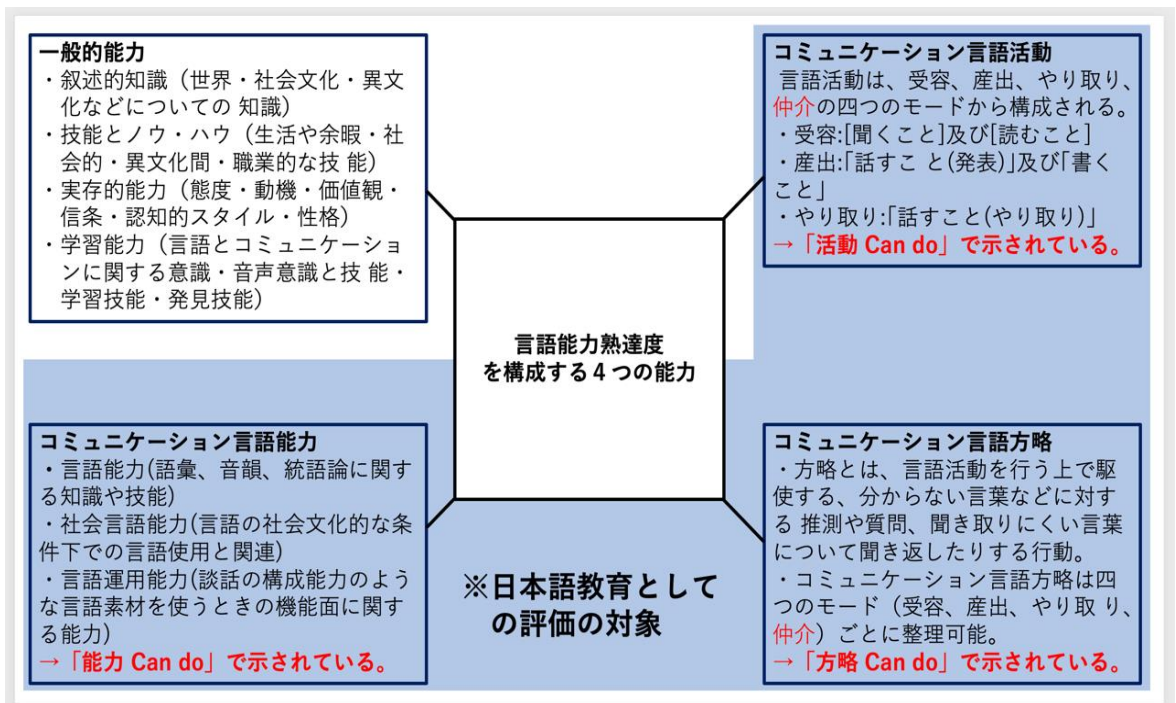 一般的能力
・叙述的知識（世界・社会文化・異文
化などについての 知識）
・技能とノウ・ハウ（生活や余暇・社
会的・異文化間・職業的な技 能）
・実存的能力（態度・動機・価値観・
信条・認知的スタイル・性格）
・学習能力（言語とコミュニケーショ
ンに関する意識・音声意識と技 能・
学習技能・発見技能）
コミュニケーション言語活動
言語活動は、受容、産出、やり取り、
仲介の四つのモードから構成される。
・受容:[聞くこと]及び[読むこと]
・産出:「話すこ と(発表)」及び「書く
こと」
・やり取り:「話すこと(やり取り)」
→「活動 Can do」で示されている。
言語能力熟達度
を構成する４つの能力
コミュニケーション言語能力
・言語能力(語彙、音韻、統語論に関す
る知識や技能)
・社会言語能力(言語の社会文化的な条
件下での言語使用と関連)
・言語運用能力(談話の構成能力のよう
な言語素材を使うときの機能面に関す
る能力)
→「能力 Can do」で示されている。
※日本語教育として
の評価の対象
コミュニケーション言語方略
・方略とは、言語活動を行う上で駆
使する、分からない言葉などに対す
る 推測や質問、聞き取りにくい言葉
について聞き返したりする行動。
・コミュニケーション言語方略は四
つのモード（受容、産出、やり取 り、
仲介）ごとに整理可能。
→「方略 Can do」で示されている。